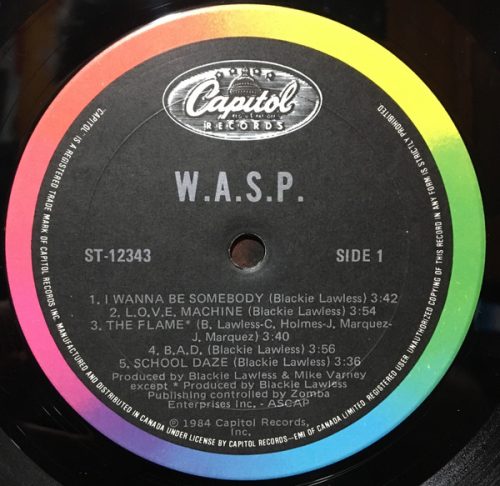 Capitol
RECORDS
W.A.S.P.
ST-12343
SIDE 1
1. I WANNA BE SOMEBODY (Blackie Lawless) 3:42
2. L.O.V.E. MACHINE (Blackie Lawless) 3:54
3. THE FLAME* (B. Lawless-C. Holmes-J. Marquez-
J. Marquez) 3:40
4. B.A.D. (Blackie Lawless) 3:56
5. SCHOOL DAZE (Blackie Lawless) 3:36
Produced by Blackie Lawless & Mike Varney
except * Produced by Blackie Lawless
Publishing controlled by Zomba
Enterprises Inc. - ASCAP
℗ 1984 Capitol Records,
Inc.
CAPITOL IS A REGISTERED TRADE MARK OF CAPITOL RECORDS INC. MANUFACTURED AND DISTRIBUTED IN CANADA UNDER LICENSE BY CAPITOL RECORDS-EMI OF CANADA LIMITED. REGISTERED USER. UNAUTHORIZED COPYING OF THIS RECORD IN ANY FORM IS STRICTLY PROHIBITED